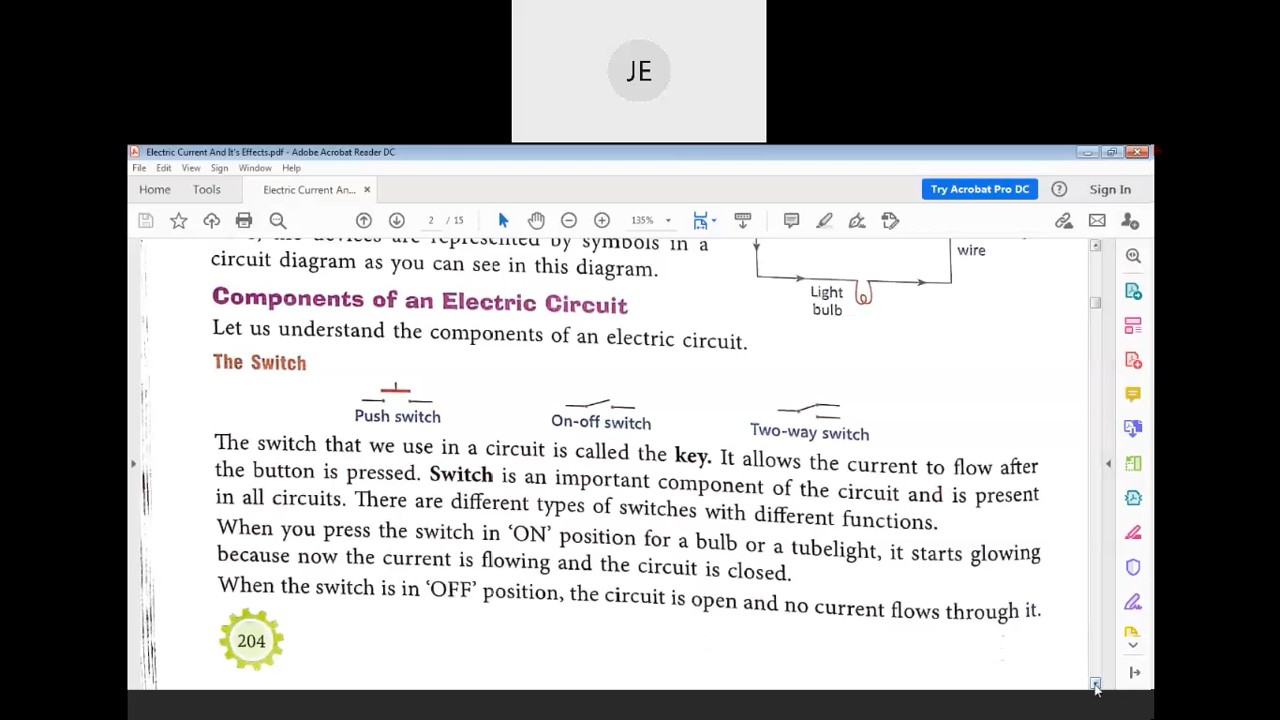 JE
Electric Current And It's Effects.pdf - Adobe Acrobat Reader DC
File Edit View Sign Window Help
Home Tools Electric Current An... × Try Acrobat Pro DC Sign In
2 / 15 135%
the devices are represented by symbols in a
circuit diagram as you can see in this diagram.
wire
Light
bulb
Components of an Electric Circuit
Let us understand the components of an electric circuit.
The Switch
Push switch On-off switch Two-way switch
The switch that we use in a circuit is called the key. It allows the current to flow after
the button is pressed. Switch is an important component of the circuit and is present
in all circuits. There are different types of switches with different functions.
When you press the switch in ‘ON’ position for a bulb or a tubelight, it starts glowing
because now the current is flowing and the circuit is closed.
When the switch is in ‘OFF’ position, the circuit is open and no current flows through it.
204